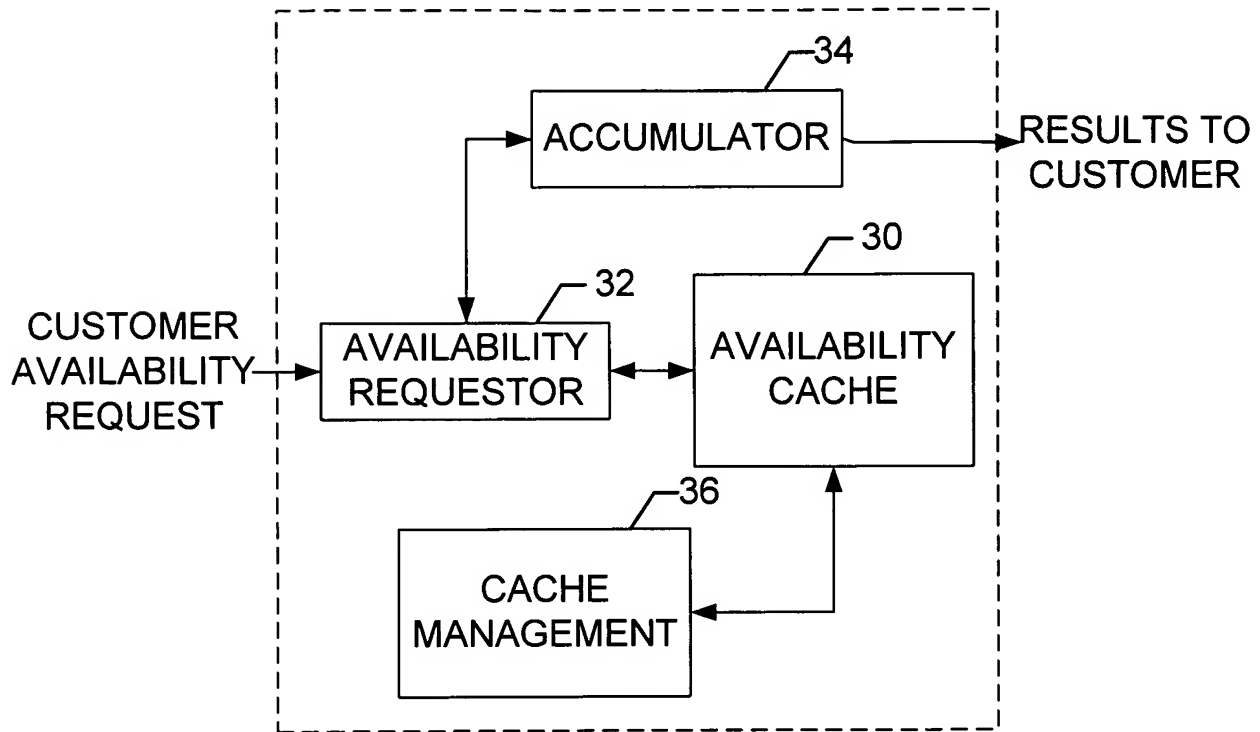 34
ACCUMULATOR
RESULTS TO
CUSTOMER
30
32
CUSTOMER
AVAILABILITY
REQUEST
AVAILABILITY
REQUESTOR
AVAILABILITY
CACHE
36
CACHE
MANAGEMENT